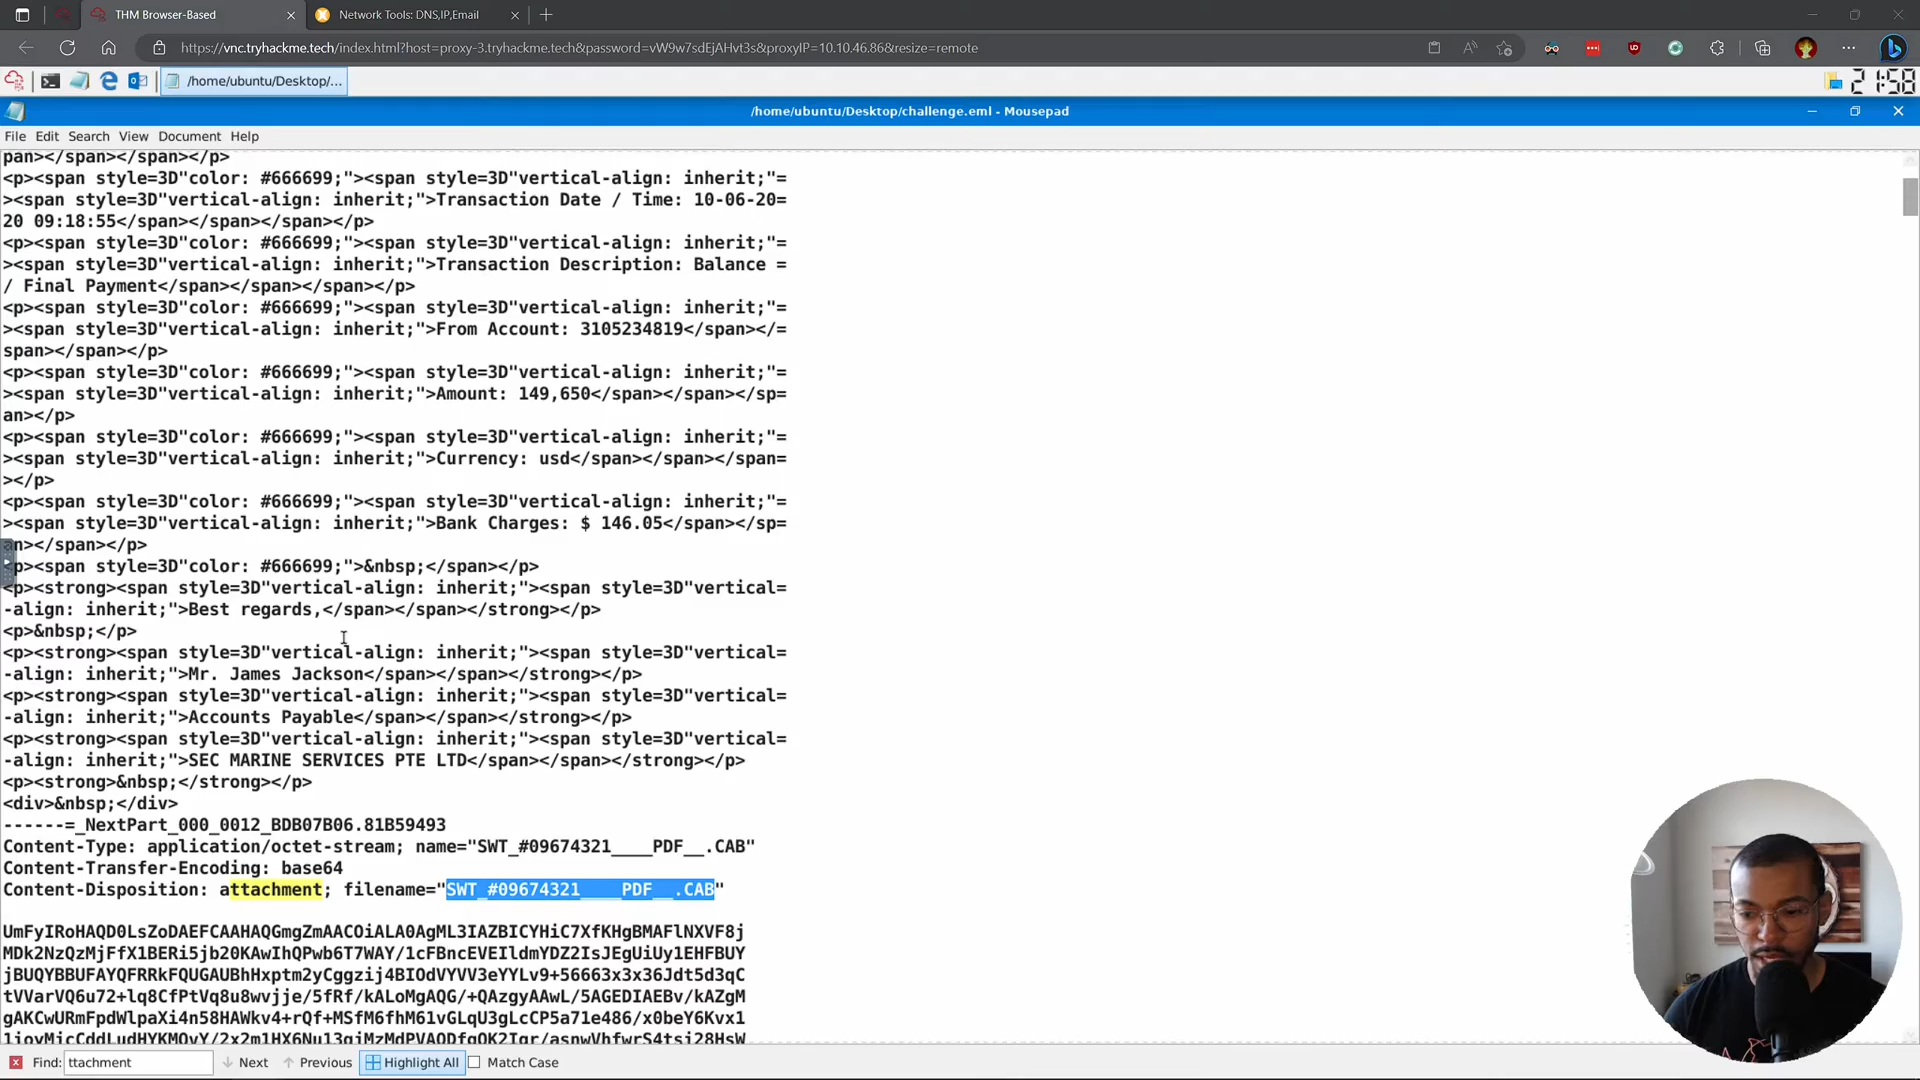 THM Browser-Based
Network Tools: DNS,IP,Email
https://vnc.tryhackme.tech/index.html?host=proxy-3.tryhackme.tech&password=vW9w7sdEjAHvt3s&proxyIP=10.10.46.86&resize=remote
/home/ubuntu/Desktop/...
21:58
/home/ubuntu/Desktop/challenge.eml - Mousepad
File Edit Search View Document Help
pan></span></span></p>
<p><span style=3D"color: #666699;"><span style=3D"vertical-align: inherit;"=
><span style=3D"vertical-align: inherit;">Transaction Date / Time: 10-06-20=
20 09:18:55</span></span></span></p>
<p><span style=3D"color: #666699;"><span style=3D"vertical-align: inherit;"=
><span style=3D"vertical-align: inherit;">Transaction Description: Balance =
/ Final Payment</span></span></span></p>
<p><span style=3D"color: #666699;"><span style=3D"vertical-align: inherit;"=
><span style=3D"vertical-align: inherit;">From Account: 3105234819</span></=
span></span></p>
<p><span style=3D"color: #666699;"><span style=3D"vertical-align: inherit;"=
><span style=3D"vertical-align: inherit;">Amount: 149,650</span></span></sp=
an></p>
<p><span style=3D"color: #666699;"><span style=3D"vertical-align: inherit;"=
><span style=3D"vertical-align: inherit;">Currency: usd</span></span></span=
></p>
<p><span style=3D"color: #666699;"><span style=3D"vertical-align: inherit;"=
><span style=3D"vertical-align: inherit;">Bank Charges: $ 146.05</span></sp=
an></span></p>
<p><span style=3D"color: #666699;">&nbsp;</span></p>
<p><strong><span style=3D"vertical-align: inherit;"><span style=3D"vertical=
-align: inherit;">Best regards,</span></span></strong></p>
<p>&nbsp;</p>
<p><strong><span style=3D"vertical-align: inherit;"><span style=3D"vertical=
-align: inherit;">Mr. James Jackson</span></span></strong></p>
<p><strong><span style=3D"vertical-align: inherit;"><span style=3D"vertical=
-align: inherit;">Accounts Payable</span></span></strong></p>
<p><strong><span style=3D"vertical-align: inherit;"><span style=3D"vertical=
-align: inherit;">SEC MARINE SERVICES PTE LTD</span></span></strong></p>
<p><strong>&nbsp;</strong></p>
<div>&nbsp;</div>
------=_NextPart_000_0012_BDB07B06.81B59493
Content-Type: application/octet-stream; name="SWT_#09674321____PDF__.CAB"
Content-Transfer-Encoding: base64
Content-Disposition: attachment; filename="SWT_#09674321____PDF__.CAB"
UmFyIRoHAQD0LsZoDAEFCAAHAQGmgZmAACOiALA0AgML3IAZBICYHiC7XfKHgBMAFlNXVF8j
MDk2NzQzMjFfX1BERi5jb20KAwIhQPwb6T7WAY/1cFBncEVEIldmYDZ2IsJEgUiUy1EHFBUY
jBUQYBBUFAYQFRRkFQUGAUBhHxptm2yCggzij4BIOdVYVV3eYYLv9+56663x3x36Jdt5d3qC
tVVarVQ6u72+lq8CfPtVq8u8wvjje/5fRf/kALoMgAQG/+QAzgyAAwL/5AGEDIAEBv/kAZgM
gAKCwURmFpdWlpaXi4n58HAWkv4+rQf+MSfM6fhM61vGLqU3gLcCP5a71e486/x0beY6Kvx1
Find: ttachment Next Previous Highlight All Match Case